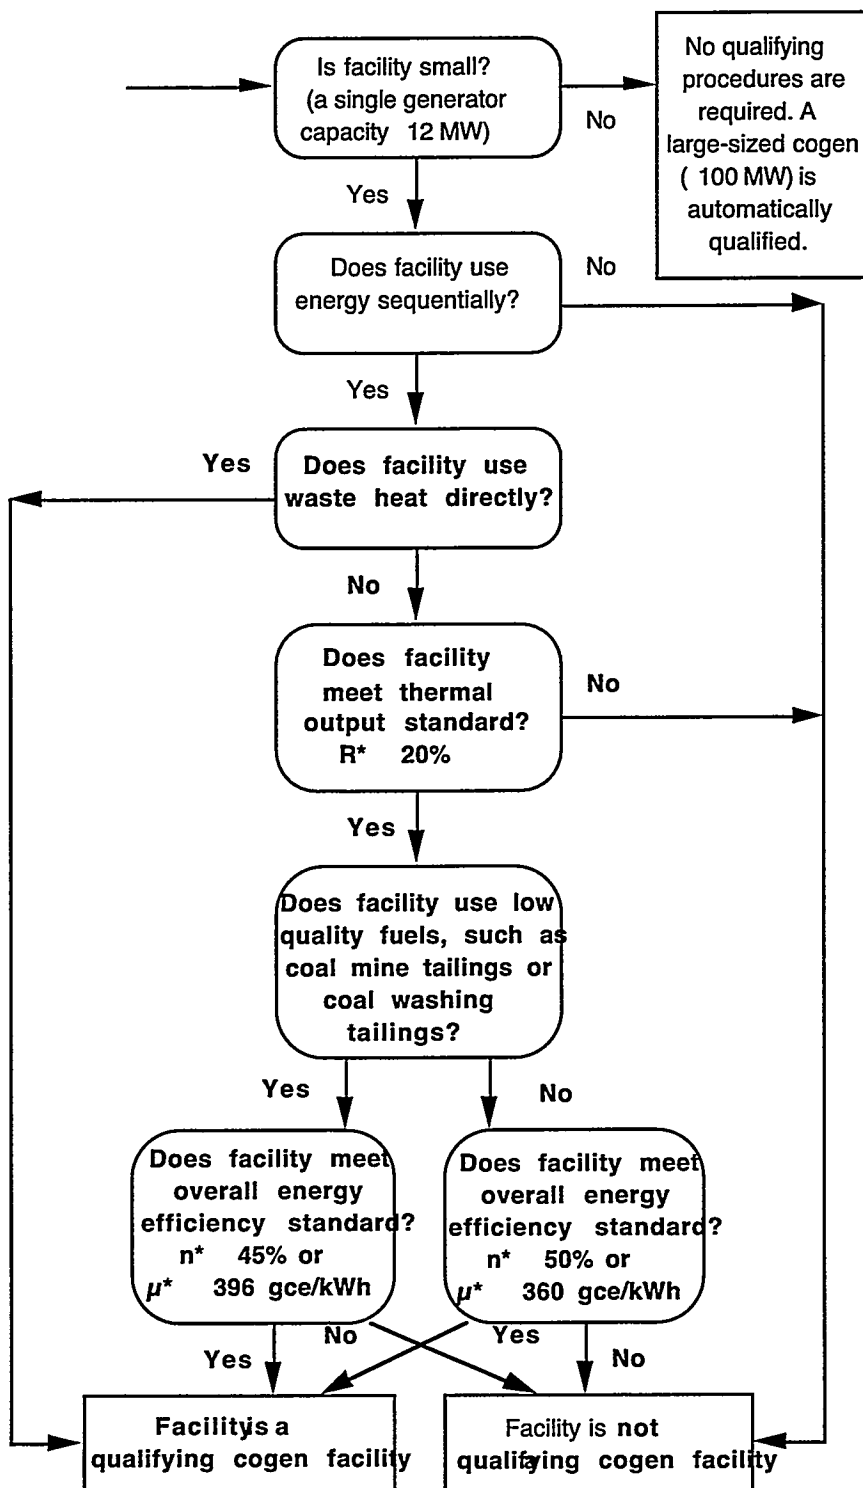 Is facility small?
(a single generator
capacity 12 MW)
No
No qualifying
procedures are
required. A
large-sized cogen
( 100 MW) is
automatically
qualified.
Yes
Does facility use
energy sequentially?
No
Yes
Yes
Does facility use
waste heat directly?
No
Does facility
meet thermal
output standard?
R* 20%
No
Yes
Does facility use low
quality fuels, such as
coal mine tailings or
coal washing
tailings?
Yes
No
Does facility meet
overall energy
efficiency standard?
n* 45% or
μ* 396 gce/kWh
Does facility meet
overall energy
efficiency standard?
n* 50% or
μ* 360 gce/kWh
No
Yes
Yes
No
Facility is a
qualifying cogen facility
Facility is not
qualifying cogen facility